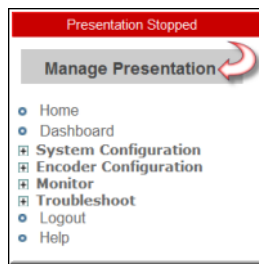 Presentation Stopped
Manage Presentation
Home
Dashboard
System Configuration
Encoder Configuration
Monitor
Troubleshoot
Logout
Help